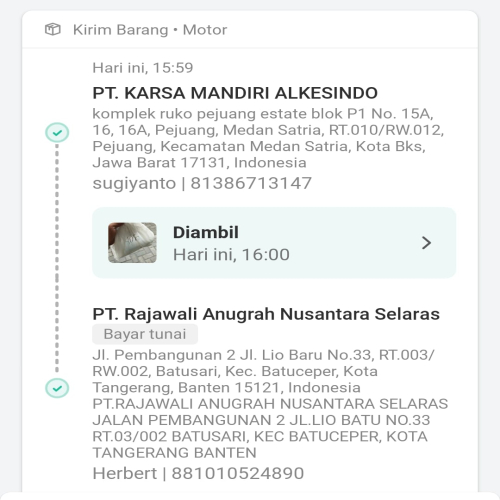 Kirim Barang • Motor
Hari ini, 15:59
PT. KARSA MANDIRI ALKESINDO
komplek ruko pejuang estate blok P1 No. 15A,
16, 16A, Pejuang, Medan Satria, RT.010/RW.012,
Pejuang, Kecamatan Medan Satria, Kota Bks,
Jawa Barat 17131, Indonesia
sugiyanto | 81386713147
Diambil
Hari ini, 16:00
PT. Rajawali Anugrah Nusantara Selaras
Bayar tunai
Jl. Pembangunan 2 Jl. Lio Baru No.33, RT.003/
RW.002, Batusari, Kec. Batuceper, Kota
Tangerang, Banten 15121, Indonesia
PT.RAJAWALI ANUGRAH NUSANTARA SELARAS
JALAN PEMBANGUNAN 2 JL.LIO BATU NO.33
RT.03/002 BATUSARI, KEC BATUCEPER, KOTA
TANGERANG BANTEN
Herbert | 881010524890